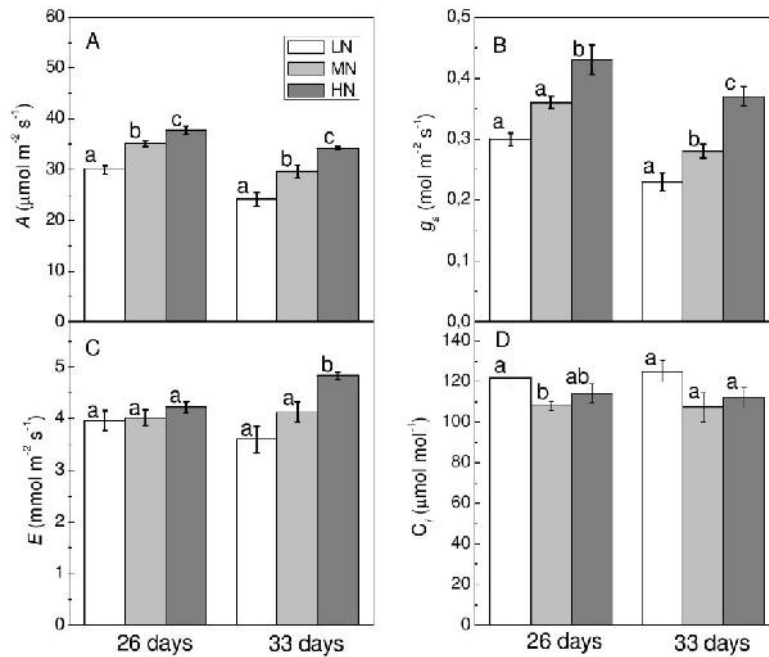 A
LN
MN
HN
A (μmol m⁻² s⁻¹)
60
50
40
30
20
10
0
a
b
c
a
b
c
B
gₛ (mol m⁻² s⁻¹)
0,5
0,4
0,3
0,2
0,1
0,0
a
a
b
a
b
c
C
E (mmol m⁻² s⁻¹)
5
4
3
2
1
0
a
a
a
a
a
b
26 days
33 days
D
Cᵢ (μmol mol⁻¹)
140
120
100
80
60
40
20
0
a
b
ab
a
a
a
26 days
33 days